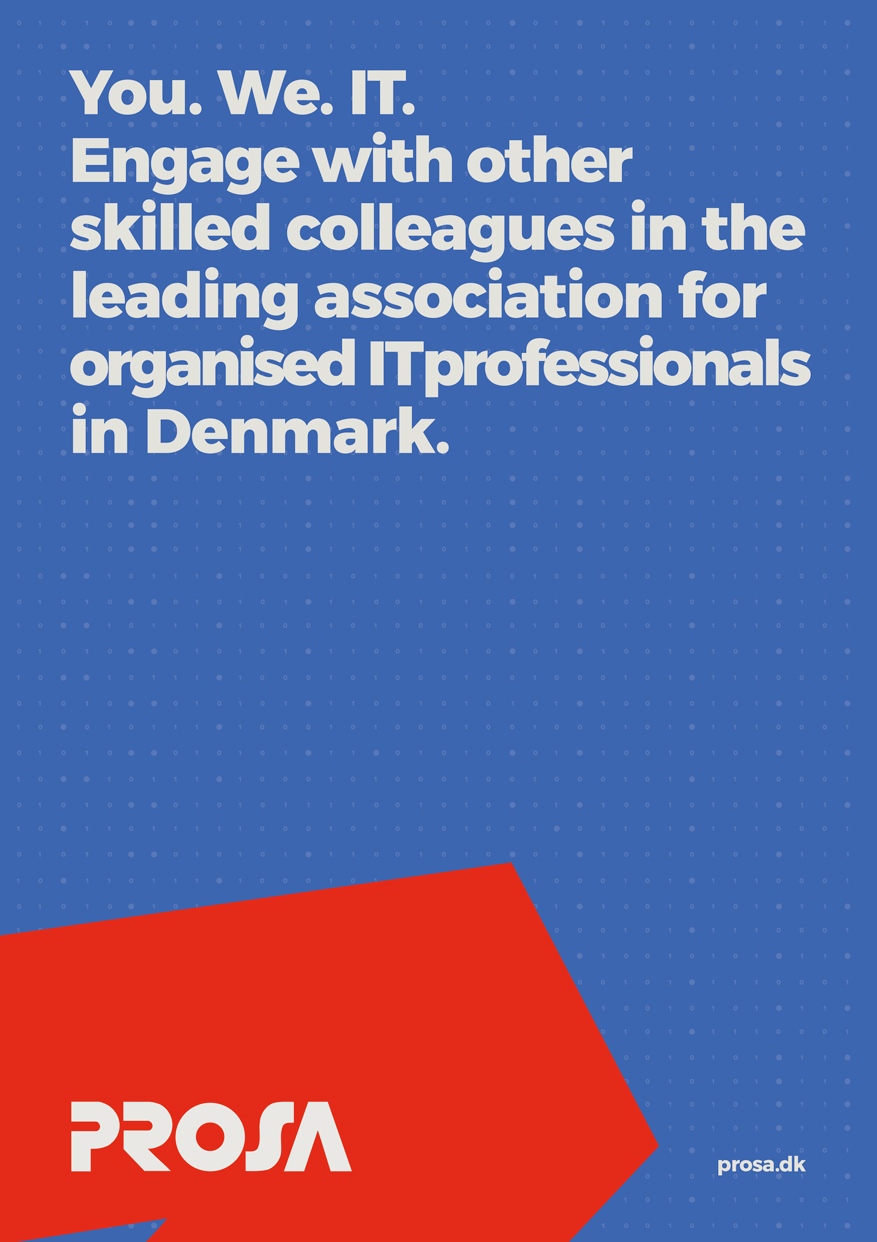 You. We. IT.
Engage with other
skilled colleagues in the
leading association for
organised ITprofessionals
in Denmark.
PROSA
prosa.dk